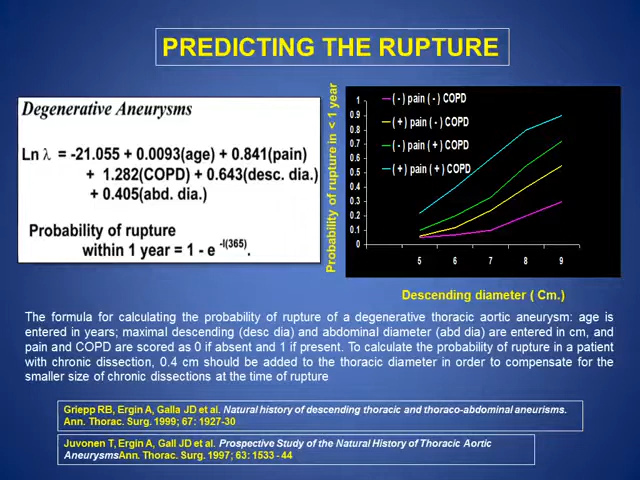 PREDICTING THE RUPTURE
Degenerative Aneurysms
Ln λ = -21.055 + 0.0093(age) + 0.841(pain)
+ 1.282(COPD) + 0.643(desc. dia.)
+ 0.405(abd. dia.)
Probability of rupture
within 1 year = 1 - e -l(365).
Probability of rupture in < 1 year
1
0.9
0.8
0.7
0.6
0.5
0.4
0.3
0.2
0.1
0
( - ) pain ( - ) COPD
( + ) pain ( - ) COPD
( - ) pain ( + ) COPD
( + ) pain ( + ) COPD
5 6 7 8 9
Descending diameter ( Cm.)
The formula for calculating the probability of rupture of a degenerative thoracic aortic aneurysm: age is
entered in years; maximal descending (desc dia) and abdominal diameter (abd dia) are entered in cm, and
pain and COPD are scored as 0 if absent and 1 if present. To calculate the probability of rupture in a patient
with chronic dissection, 0.4 cm should be added to the thoracic diameter in order to compensate for the
smaller size of chronic dissections at the time of rupture
Griepp RB, Ergin A, Galla JD et al. Natural history of descending thoracic and thoraco-abdominal aneurisms.
Ann. Thorac. Surg. 1999; 67: 1927-30
Juvonen T, Ergin A, Gall JD et al. Prospective Study of the Natural History of Thoracic Aortic
AneurysmsAnn. Thorac. Surg. 1997; 63: 1533 - 44